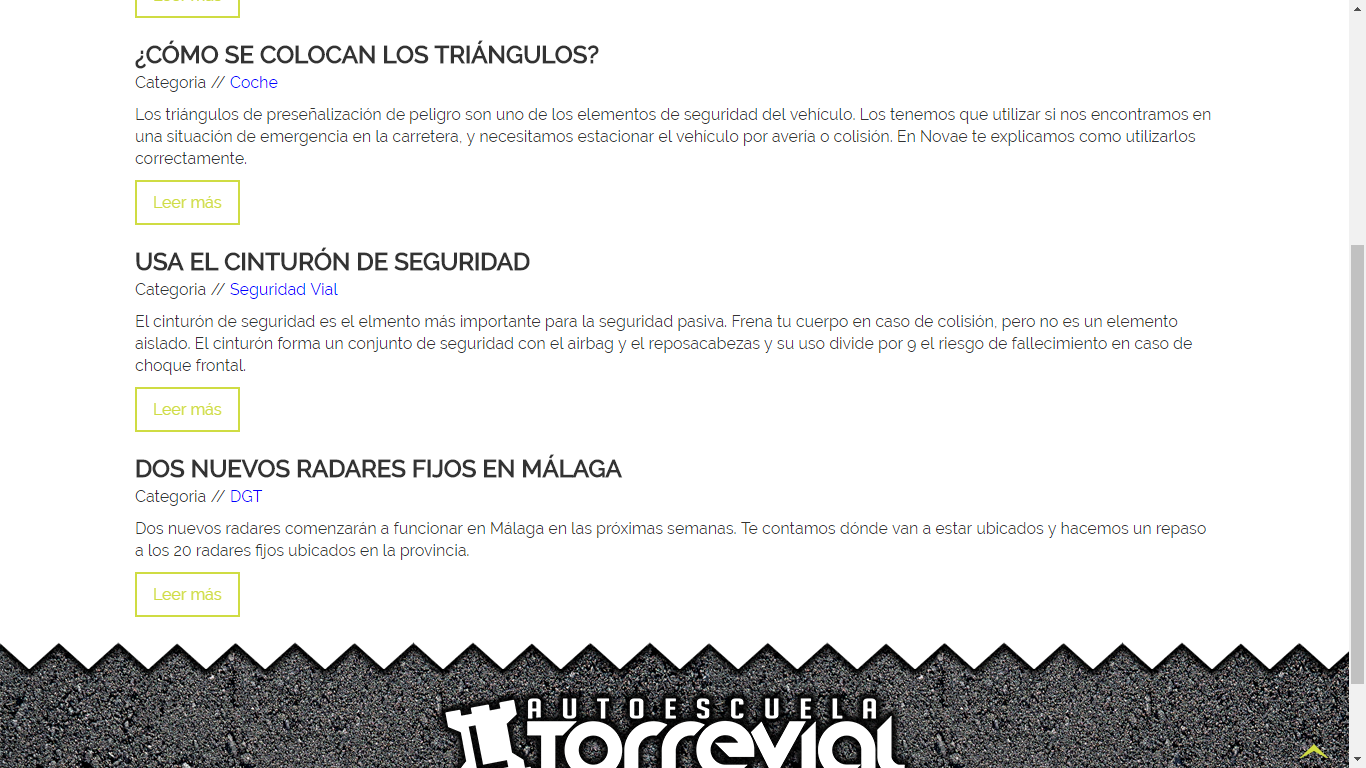 Leer más
¿CÓMO SE COLOCAN LOS TRIÁNGULOS?
Categoria // Coche
Los triángulos de preseñalización de peligro son uno de los elementos de seguridad del vehículo. Los tenemos que utilizar si nos encontramos en
una situación de emergencia en la carretera, y necesitamos estacionar el vehículo por avería o colisión. En Novae te explicamos como utilizarlos
correctamente.
Leer más
USA EL CINTURÓN DE SEGURIDAD
Categoria // Seguridad Vial
El cinturón de seguridad es el elmento más importante para la seguridad pasiva. Frena tu cuerpo en caso de colisión, pero no es un elemento
aislado. El cinturón forma un conjunto de seguridad con el airbag y el reposacabezas y su uso divide por 9 el riesgo de fallecimiento en caso de
choque frontal.
Leer más
DOS NUEVOS RADARES FIJOS EN MÁLAGA
Categoria // DGT
Dos nuevos radares comenzarán a funcionar en Málaga en las próximas semanas. Te contamos dónde van a estar ubicados y hacemos un repaso
a los 20 radares fijos ubicados en la provincia.
Leer más
AUTOESCUELA
TORREVIAL